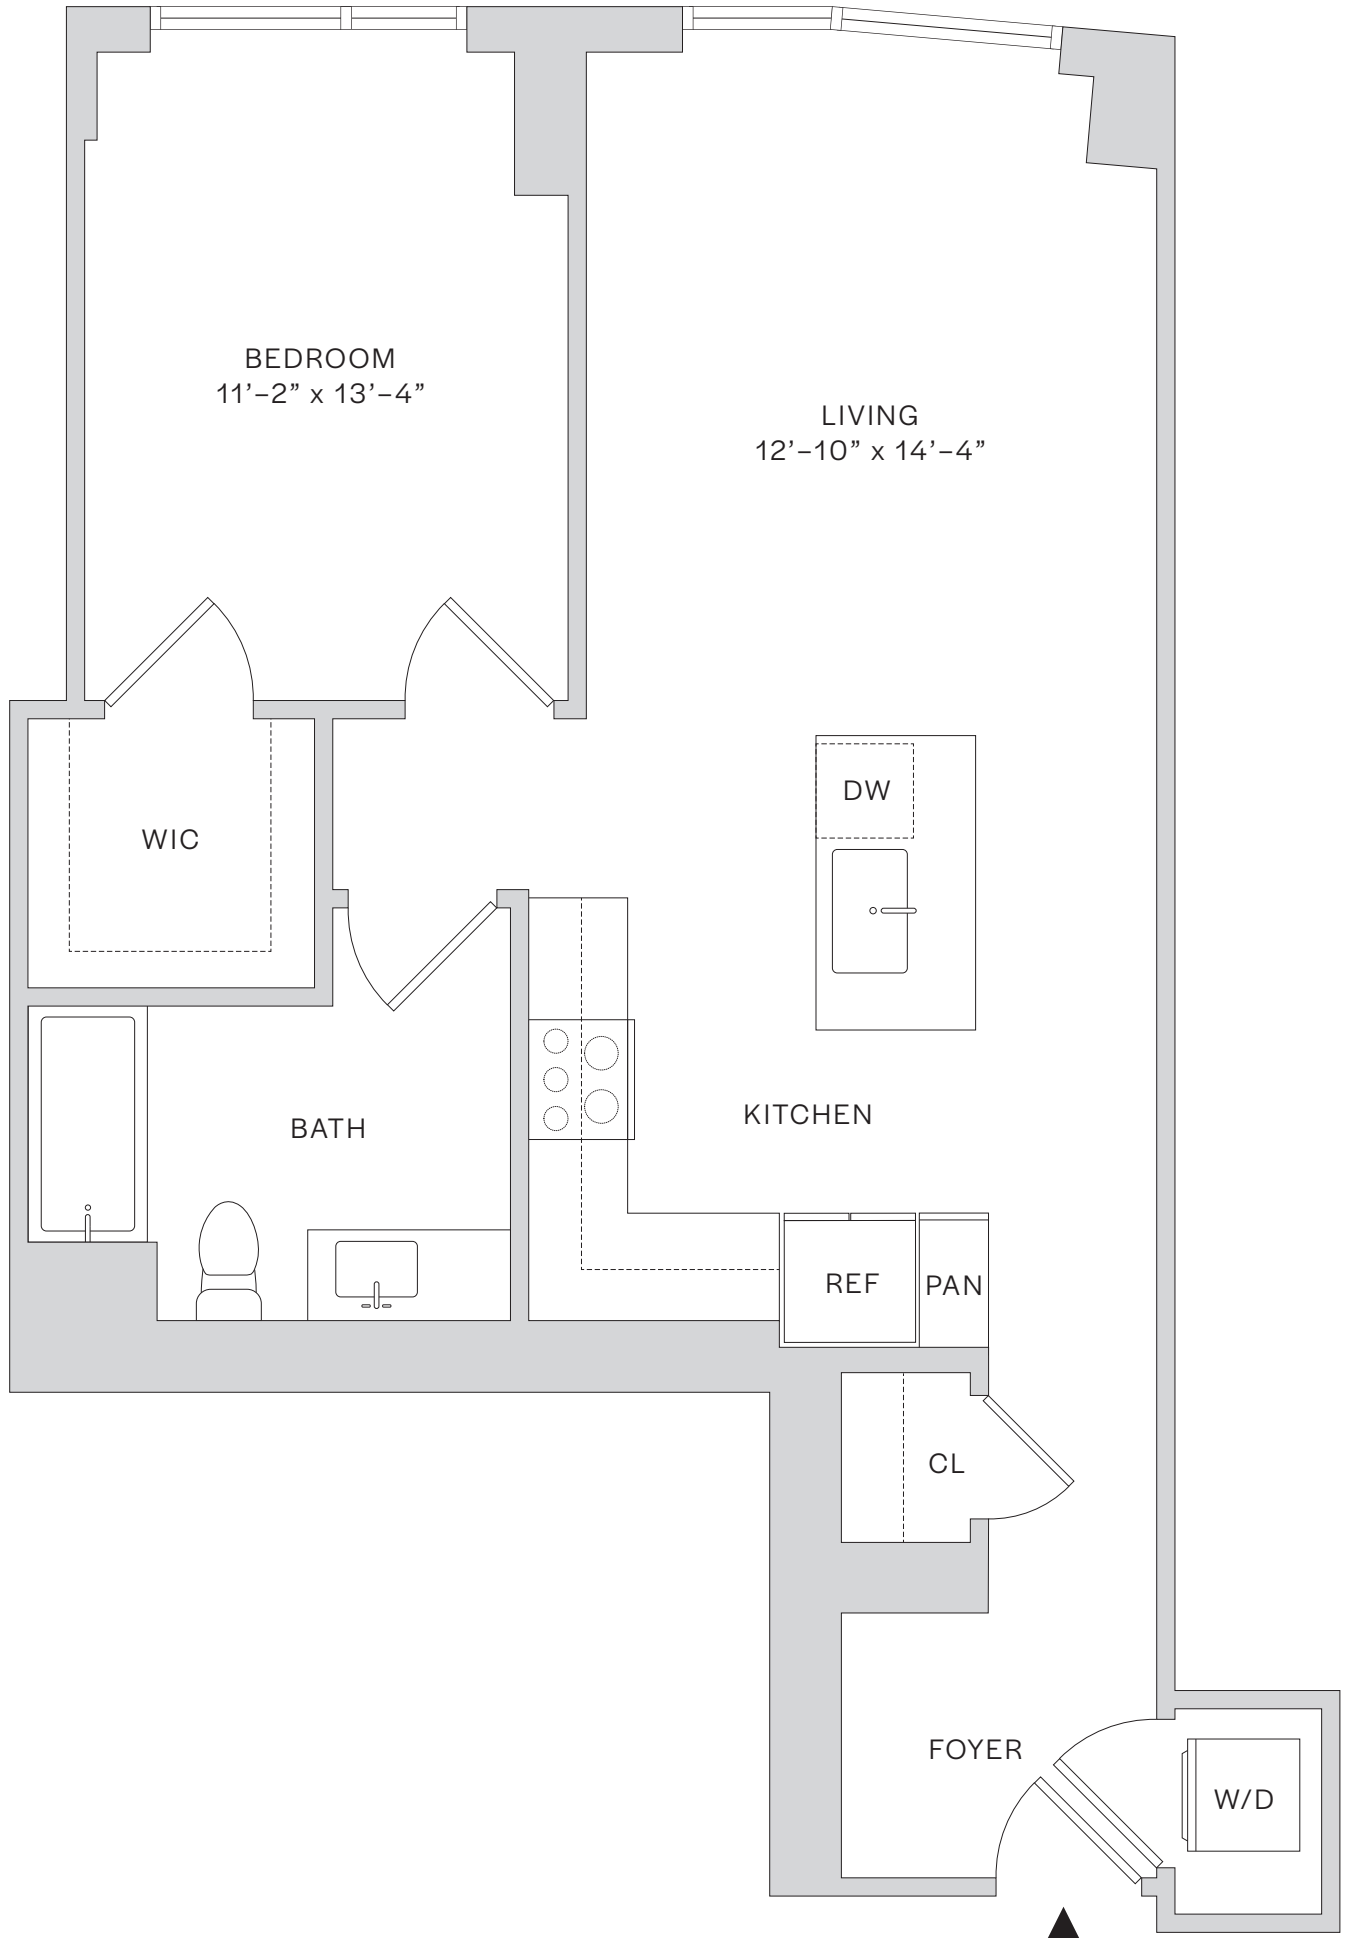 BEDROOM
11’–2” x 13’–4”
LIVING
12’–10” x 14’–4”
DW
WIC
KITCHEN
BATH
REF
PAN
CL
FOYER
W/D